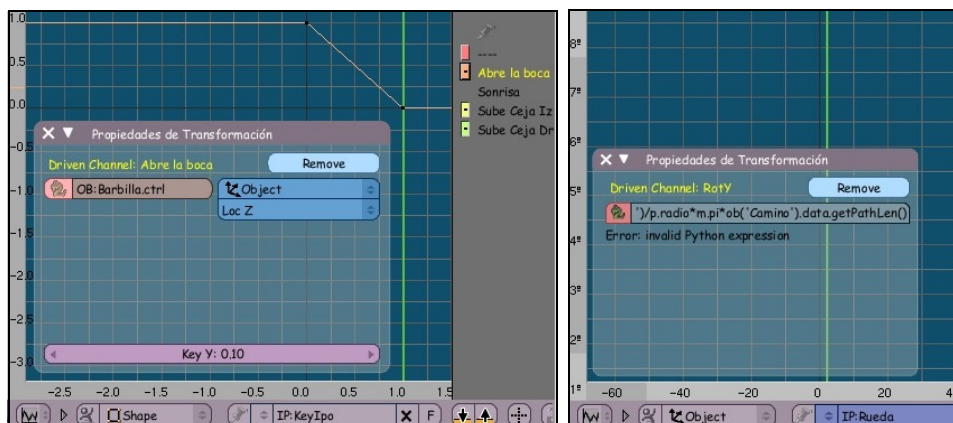 1.0
0.5
0.0
-0.5
-1.0
-1.5
-2.0
-2.5
-3.0
----
Abre la boca
Sonrisa
Sube Ceja Iz
Sube Ceja Dr
Propiedades de Transformación
Driven Channel: Abre la boca
Remove
OB:Barbilla.ctrl
Object
Loc Z
Key Y: 0.10
-2.5 -2.0 -1.5 -1.0 -0.5 0.0 0.5 1.0 1.5
Shape
IP:KeyIpo
X
F
8º
7º
6º
5º
4º
3º
2º
1º
Propiedades de Transformación
Driven Channel: RotY
Remove
')/p.radio*m.pi*ob('Camino').data.getPathLen()
Error: invalid Python expression
-60 -40 -20 0 20
Object
IP:Rueda